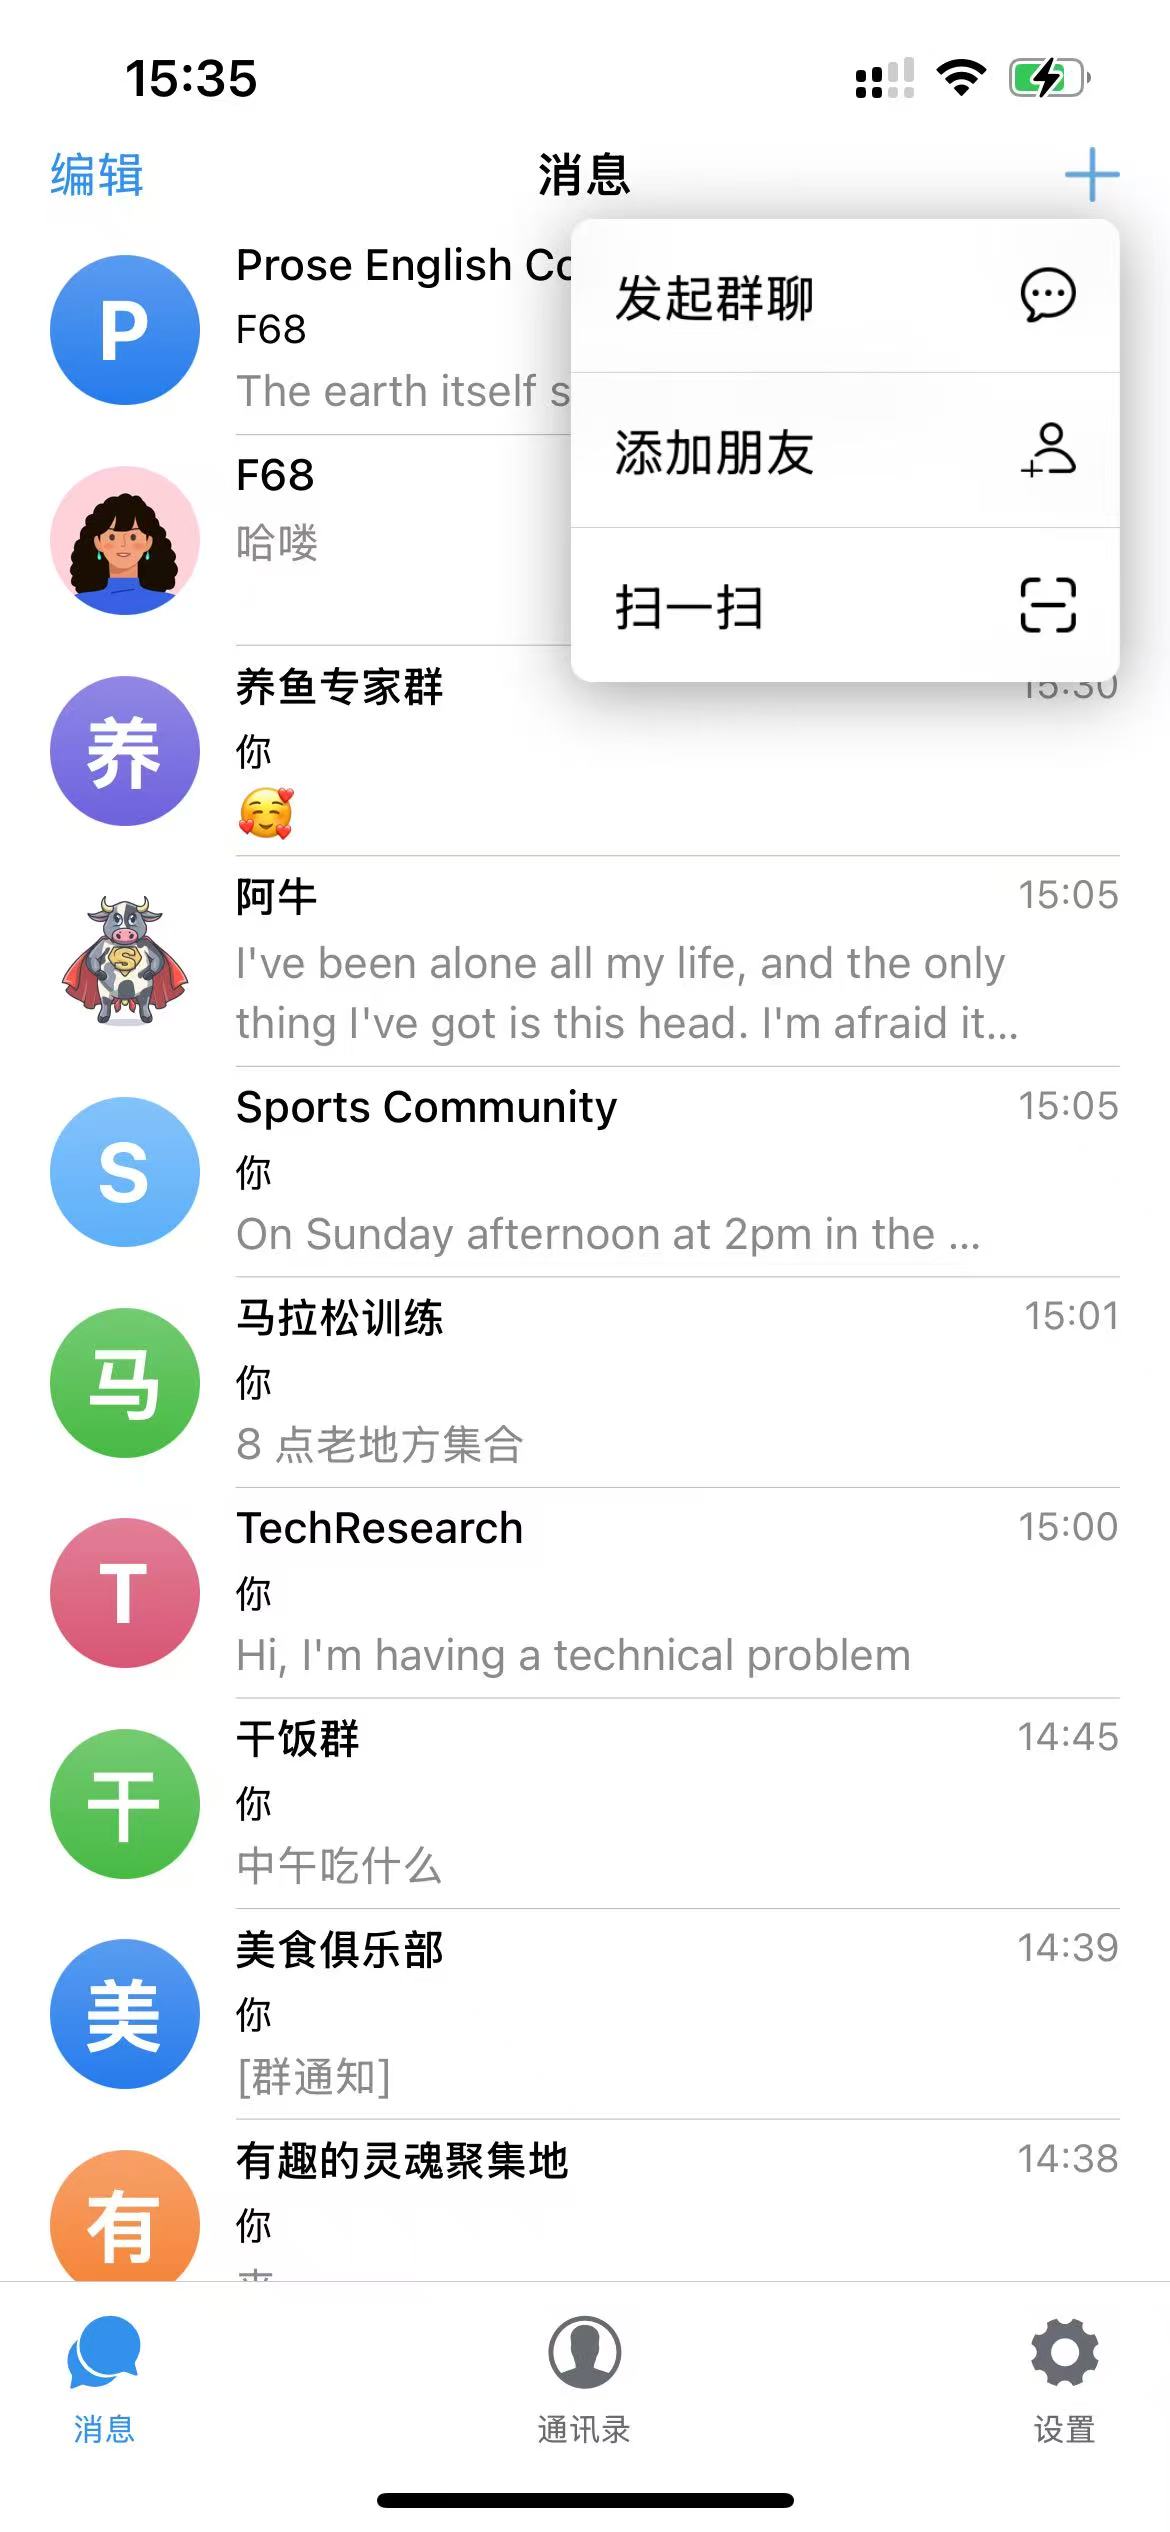 15:35
编辑
消息
发起群聊
添加朋友
扫一扫
P
Prose English
F68
The earth itself
F68
哈喽
养
养鱼专家群
15:30
你
🥰
阿牛
15:05
I've been alone all my life, and the only
thing I've got is this head. I'm afraid it...
S
Sports Community
15:05
你
On Sunday afternoon at 2pm in the ...
马
马拉松训练
15:01
你
8 点老地方集合
T
TechResearch
15:00
你
Hi, I'm having a technical problem
干
干饭群
14:45
你
中午吃什么
美
美食俱乐部
14:39
你
[群通知]
有
有趣的灵魂聚集地
14:38
你
消息
通讯录
设置